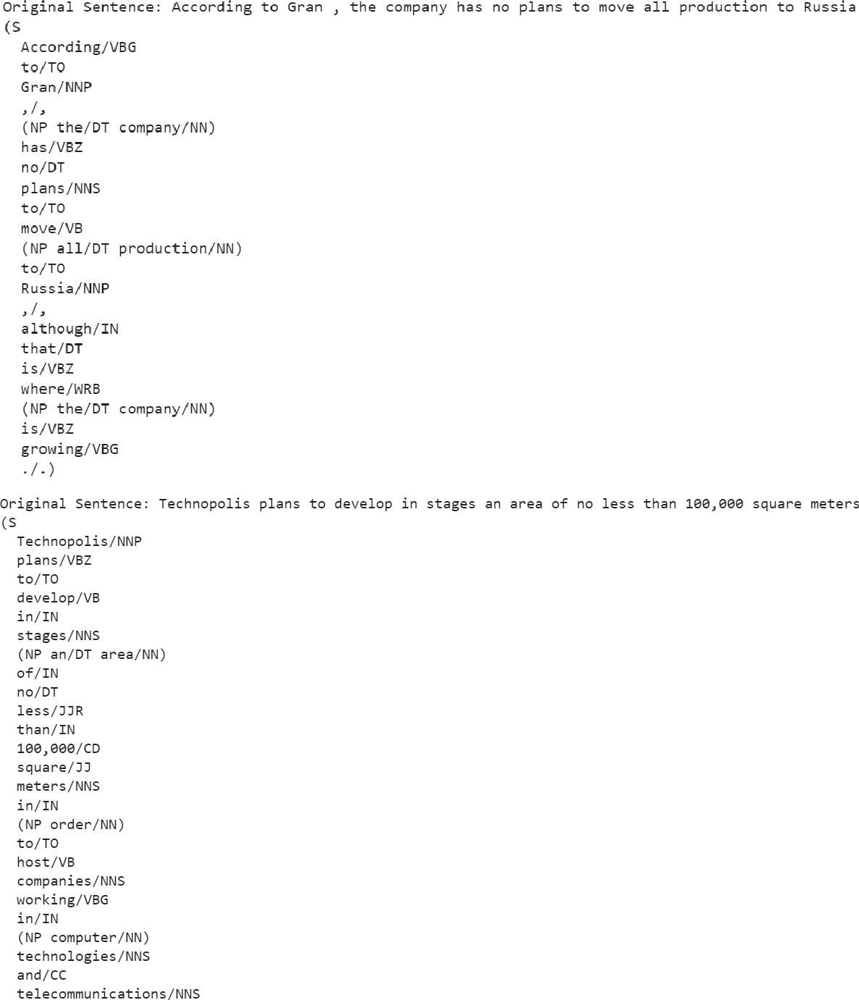 Original Sentence: According to Gran , the company has no plans to move all production to Russia
(S
According/VBG
to/TO
Gran/NNP
,/,
(NP the/DT company/NN)
has/VBZ
no/DT
plans/NNS
to/TO
move/VB
(NP all/DT production/NN)
to/TO
Russia/NNP
,/,
although/IN
that/DT
is/VBZ
where/WRB
(NP the/DT company/NN)
is/VBZ
growing/VBG
./.)
Original Sentence: Technopolis plans to develop in stages an area of no less than 100,000 square meters
(S
Technopolis/NNP
plans/VBZ
to/TO
develop/VB
in/IN
stages/NNS
(NP an/DT area/NN)
of/IN
no/DT
less/JJR
than/IN
100,000/CD
square/JJ
meters/NNS
in/IN
(NP order/NN)
to/TO
host/VB
companies/NNS
working/VBG
in/IN
(NP computer/NN)
technologies/NNS
and/CC
telecommunications/NNS